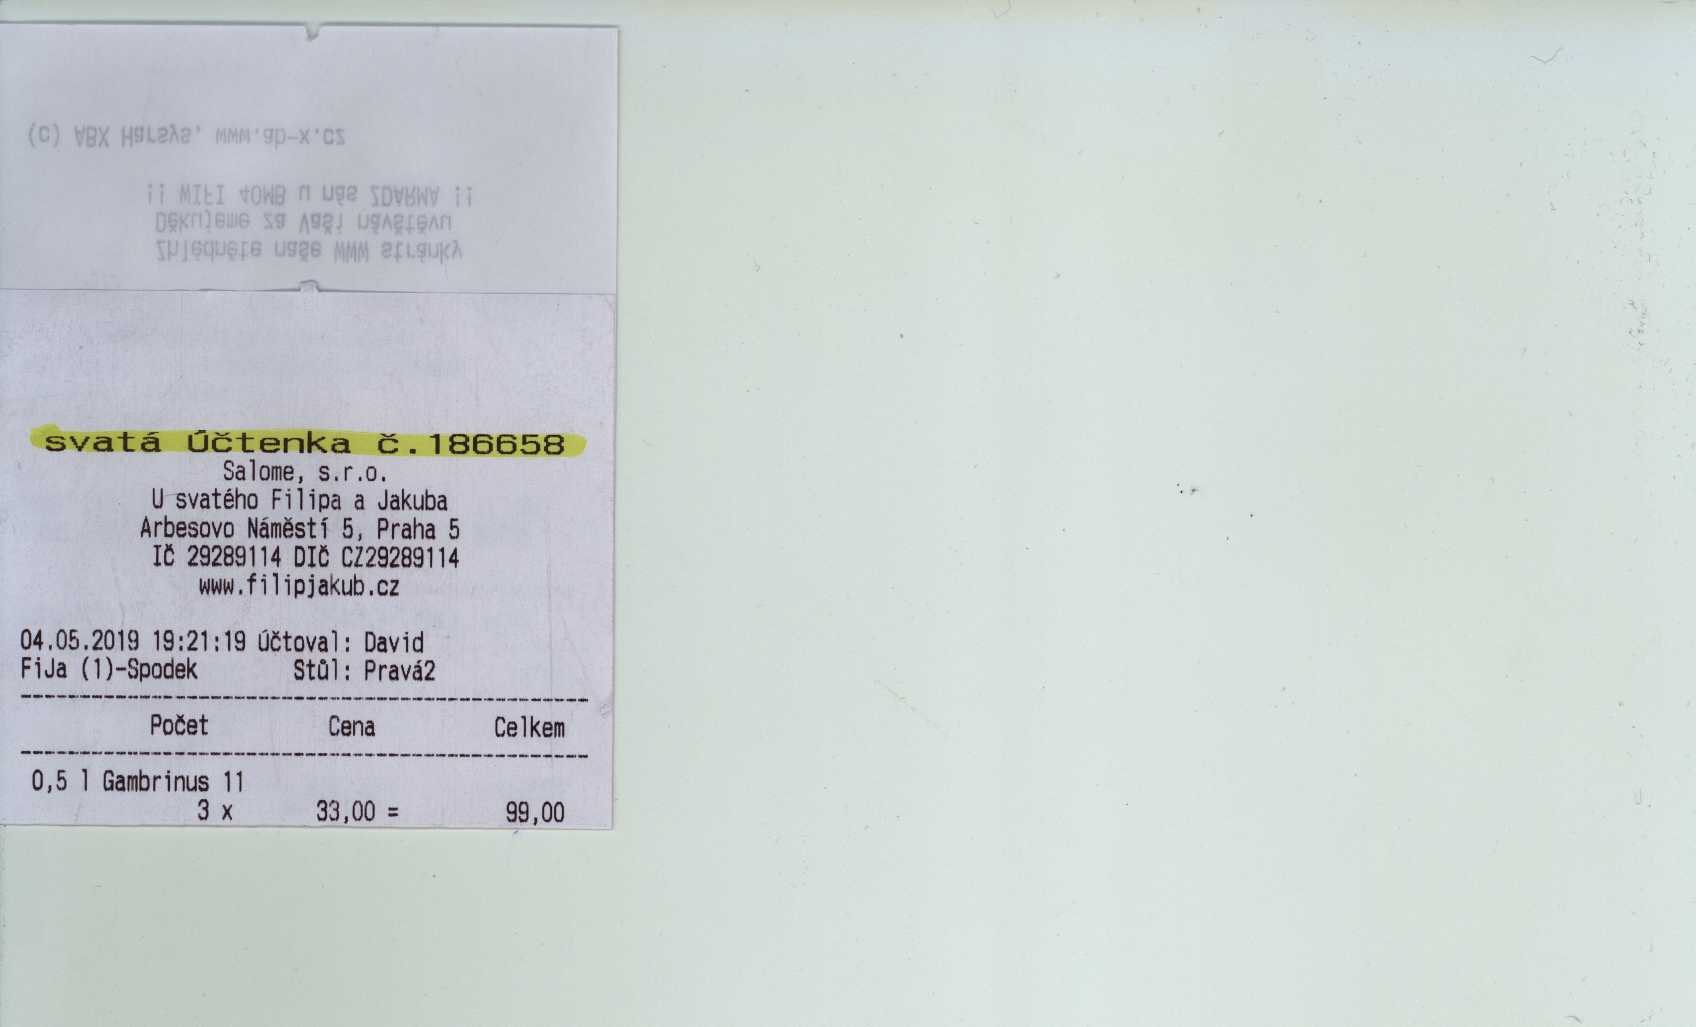 (c) ABX Harsys, www.ab-x.cz
!! WIFI 40MB u nás ZDARMA !!
Děkujeme za Vaši návštěvu
Zhlédněte naše WWW stránky
svatá Účtenka č.186658
Salome, s.r.o.
U svatého Filipa a Jakuba
Arbesovo Náměstí 5, Praha 5
IČ 29289114 DIČ CZ29289114
www.filipjakub.cz
04.05.2019 19:21:19 Účtoval: David
FiJa (1)-Spodek Stůl: Pravá2
------------------------------------------------
Počet Cena Celkem
------------------------------------------------
0,5 l Gambrinus 11
3 x 33,00 = 99,00